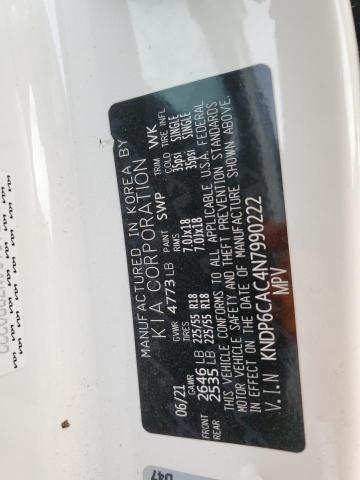 MANUFACTURED IN KOREA BY
KIA CORPORATION
06/21 GVWR 4773 LB PAINT SWP TRIM WK
GAWR TIRES RIMS COLD TIRE INFL
FRONT 2646 LB 225/55 R18 7.0JX18 35psi SINGLE
REAR 2535 LB 225/55 R18 7.0JX18 35psi SINGLE
THIS VEHICLE CONFORMS TO ALL APPLICABLE U.S.A. FEDERAL
MOTOR VEHICLE SAFETY AND THEFT PREVENTION STANDARDS
IN EFFECT ON THE DATE OF MANUFACTURE SHOWN ABOVE.
V.I.N KNDP6CAC4N7990222
MPV
D47